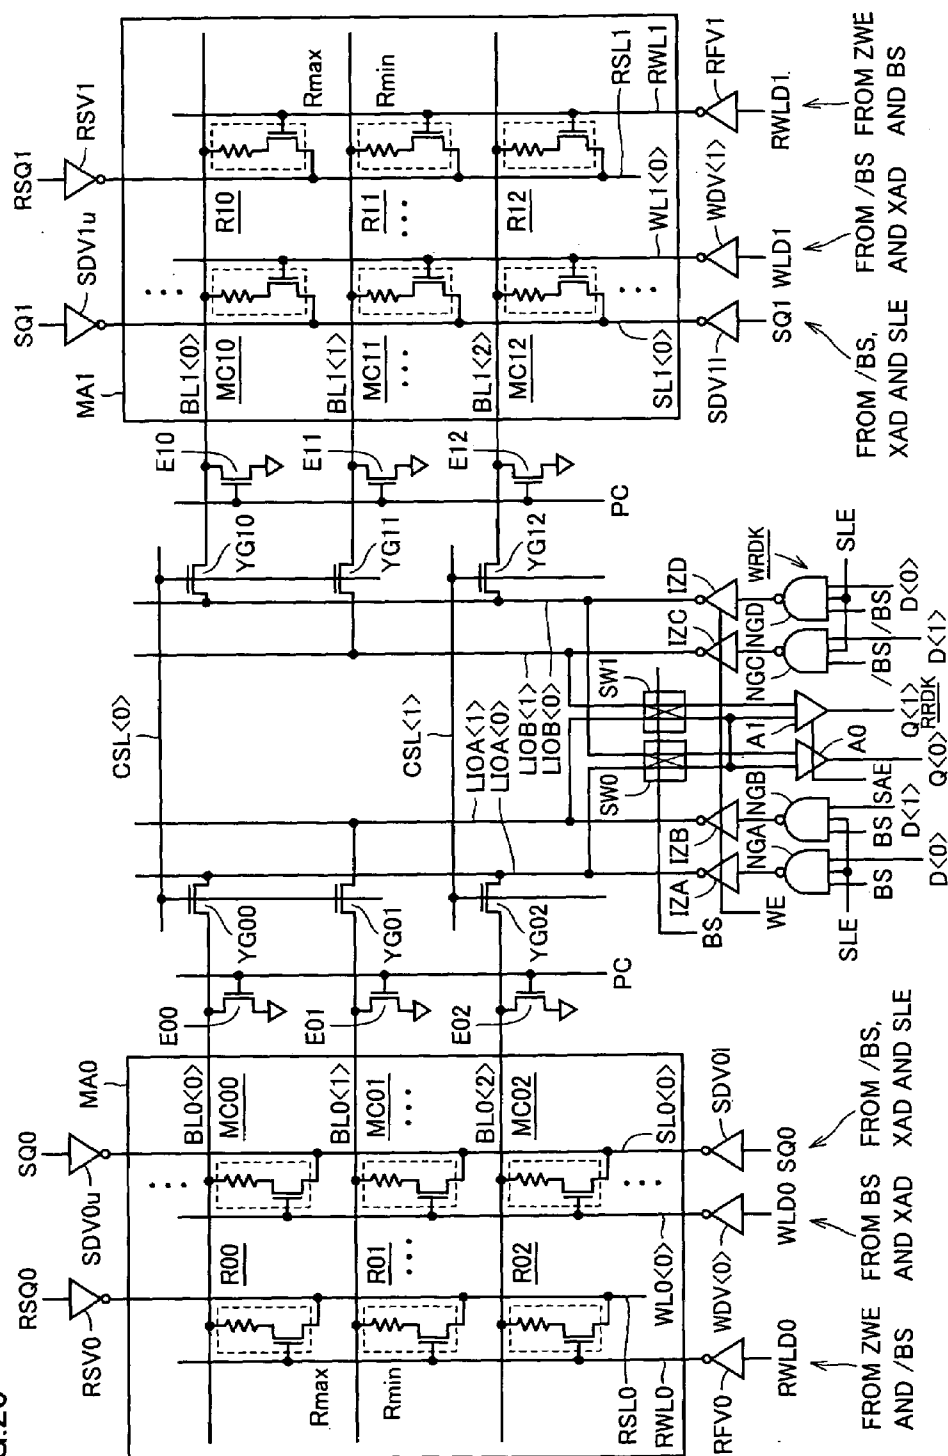 RSQ0
SQ0
SQ1
RSQ1
RSV0
SDV0u
SDV1u
RSV1
MA0
MA1
CSL<0>
BL0<0>
BL1<0>
R00
MC00
E00
YG00
YG10
E10
MC10
R10
Rmax
Rmax
BL0<1>
BL1<1>
R01
MC01
E01
YG01
YG11
E11
MC11
R11
Rmin
Rmin
CSL<1>
BL0<2>
BL1<2>
R02
MC02
E02
YG02
YG12
E12
MC12
R12
LIOA<1>
LIOA<0>
LIOB<1>
LIOB<0>
PC
PC
RSL0
RWL0
WL0<0>
SL0<0>
SL1<0>
WL1<0>
RSL1
RWL1
SW0
SW1
BS
RFV0
WDV<0>
SDV0l
IZA
IZB
IZC
IZD
SDV1l
WDV<1>
RFV1
WE
NGA
NGB
NGC
NGD
WRDK
RWLD0
WLD0
SQ0
SQ1
WLD1
RWLD1
A1
A0
SLE
BS
BS
SAE
/BS
/BS
SLE
D<0>
D<1>
Q<0>
Q<1>
RRDK
D<1>
D<0>
FROM ZWE
AND /BS
FROM BS
AND XAD
FROM /BS,
XAD AND SLE
FROM /BS,
XAD AND SLE
FROM /BS
AND XAD
FROM ZWE
AND BS